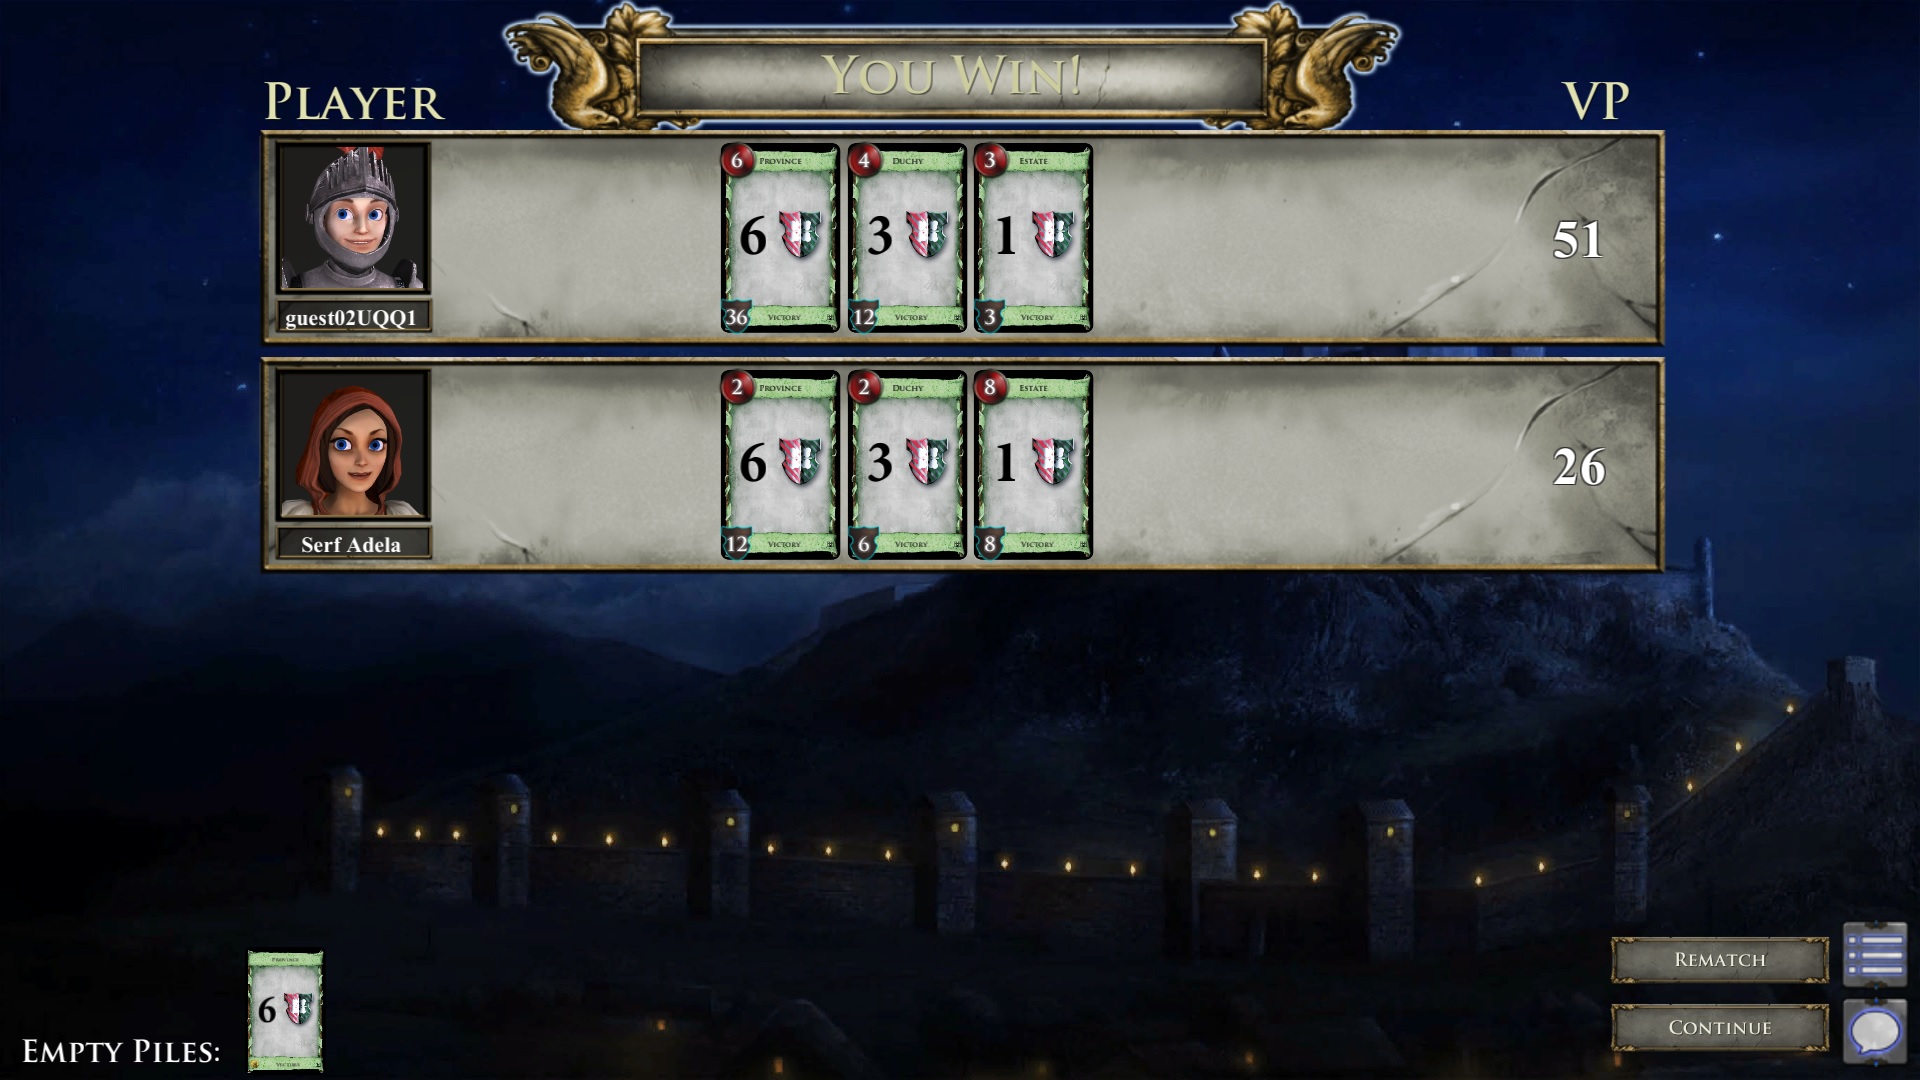 YOU WIN!
PLAYER
VP
6 PROVINCE
4 DUCHY
3 ESTATE
6
3
1
51
36 VICTORY
12 VICTORY
3 VICTORY
guest02UQQ1
2 PROVINCE
2 DUCHY
8 ESTATE
6
3
1
26
12 VICTORY
6 VICTORY
8 VICTORY
Serf Adela
REMATCH
PROVINCE
6
VICTORY
CONTINUE
EMPTY PILES: